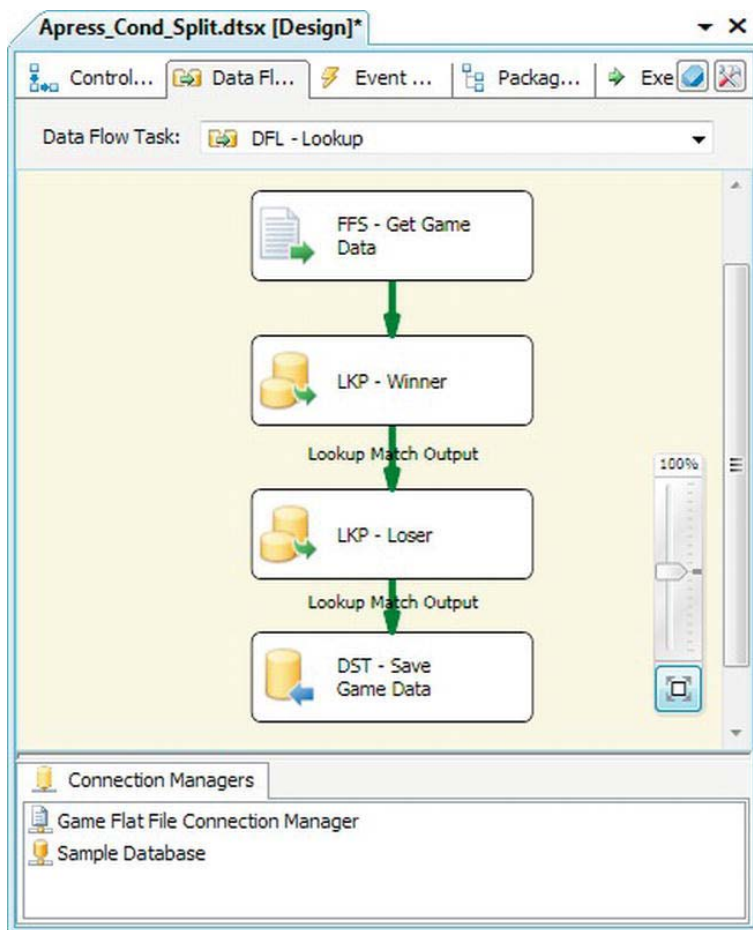 Apress_Cond_Split.dtsx [Design]*
Control... Data Fl... Event ... Packag... Exe
Data Flow Task: DFL - Lookup
FFS - Get Game
Data
LKP - Winner
Lookup Match Output
100%
LKP - Loser
Lookup Match Output
DST - Save
Game Data
Connection Managers
Game Flat File Connection Manager
Sample Database